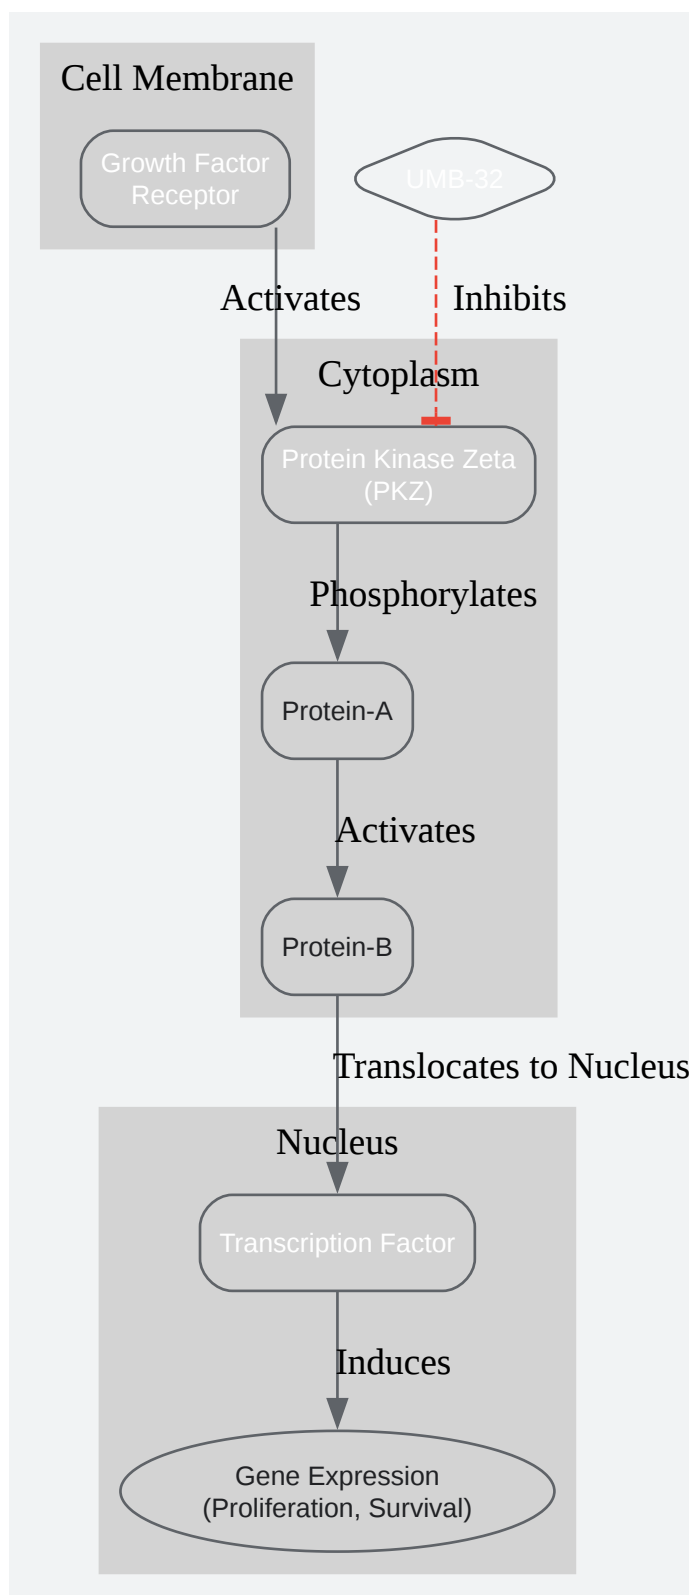 Cell Membrane
Growth Factor
Receptor
UMB-32
Activates
Inhibits
Cytoplasm
Protein Kinase Zeta
(PKZ)
Phosphorylates
Protein-A
Activates
Protein-B
Translocates to Nucleus
Nucleus
Transcription Factor
Induces
Gene Expression
(Proliferation, Survival)